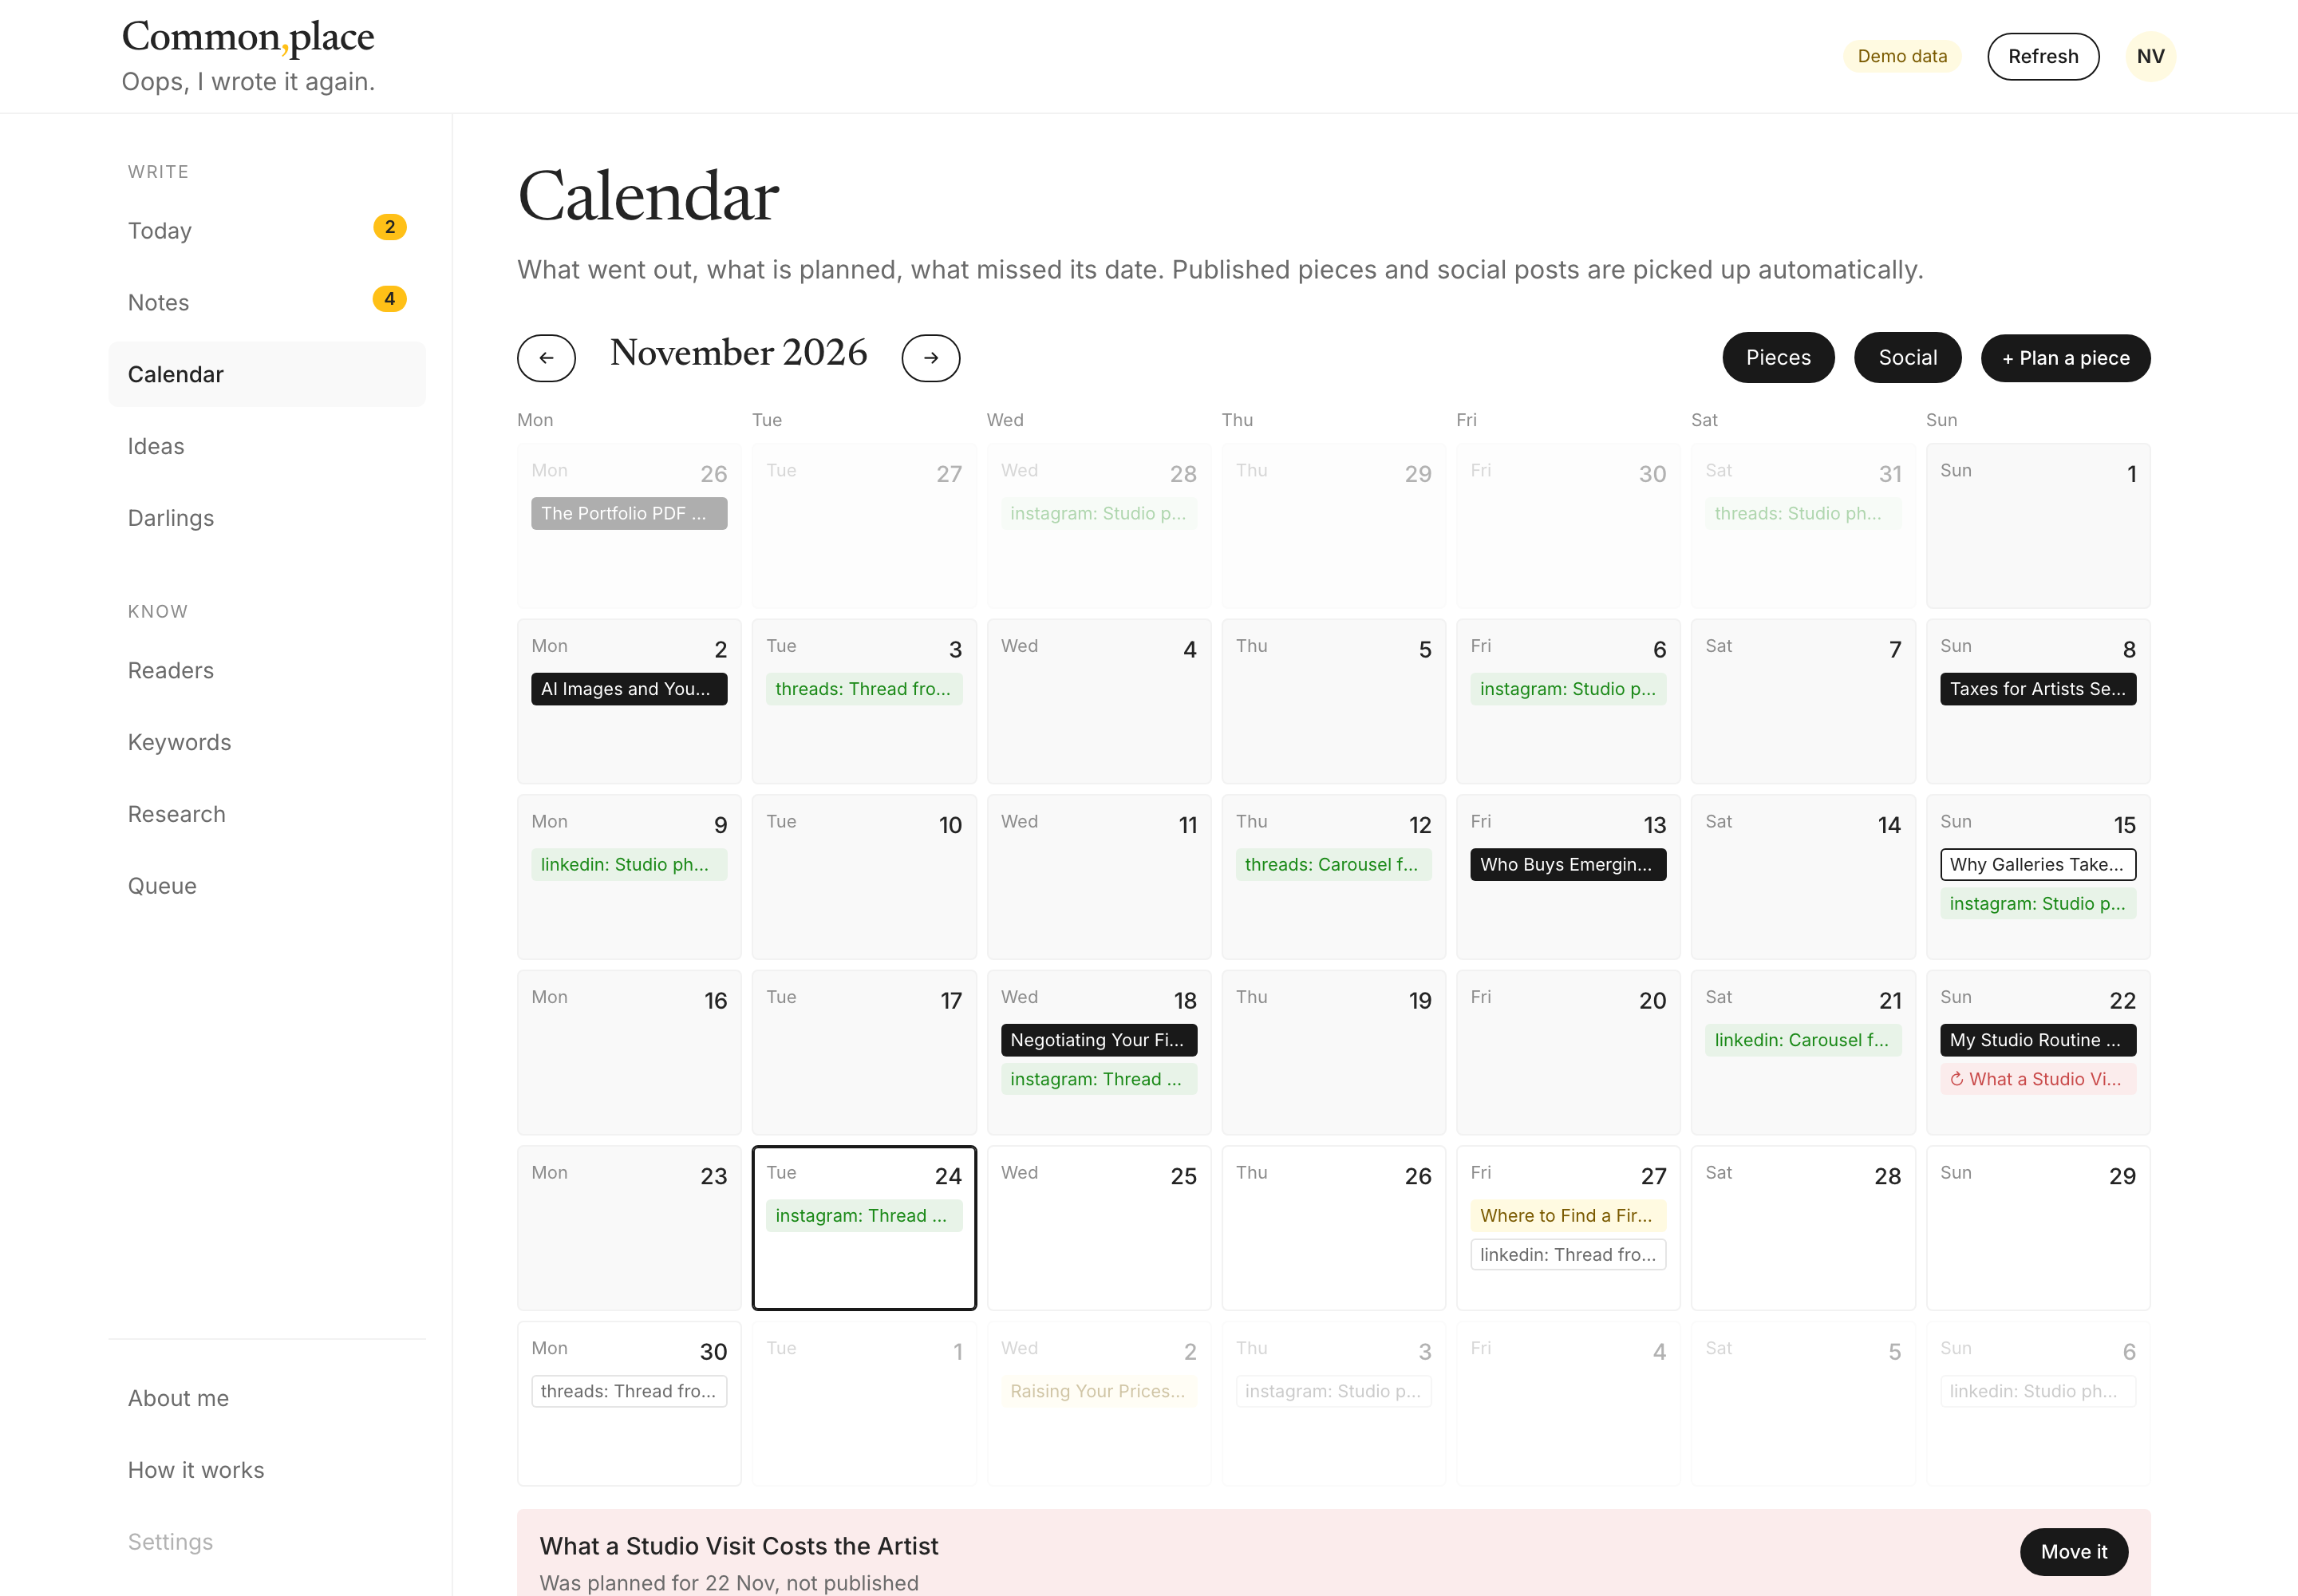 Common,place
Oops, I wrote it again.
Demo data
Refresh
NV
WRITE
Today 2
Notes 4
Calendar
Ideas
Darlings
KNOW
Readers
Keywords
Research
Queue
About me
How it works
Settings
Calendar
What went out, what is planned, what missed its date. Published pieces and social posts are picked up automatically.
← November 2026 →
Pieces
Social
+ Plan a piece
Mon Tue Wed Thu Fri Sat Sun
Mon 26
The Portfolio PDF ...
Tue 27
Wed 28
instagram: Studio p...
Thu 29
Fri 30
Sat 31
threads: Studio ph...
Sun 1
Mon 2
AI Images and You...
Tue 3
threads: Thread fro...
Wed 4
Thu 5
Fri 6
instagram: Studio p...
Sat 7
Sun 8
Taxes for Artists Se...
Mon 9
linkedin: Studio ph...
Tue 10
Wed 11
Thu 12
threads: Carousel f...
Fri 13
Who Buys Emergin...
Sat 14
Sun 15
Why Galleries Take...
instagram: Studio p...
Mon 16
Tue 17
Wed 18
Negotiating Your Fi...
instagram: Thread ...
Thu 19
Fri 20
Sat 21
linkedin: Carousel f...
Sun 22
My Studio Routine ...
↻ What a Studio Vi...
Mon 23
Tue 24
instagram: Thread ...
Wed 25
Thu 26
Fri 27
Where to Find a Fir...
linkedin: Thread fro...
Sat 28
Sun 29
Mon 30
threads: Thread fro...
Tue 1
Wed 2
Raising Your Prices...
Thu 3
instagram: Studio p...
Fri 4
Sat 5
Sun 6
linkedin: Studio ph...
What a Studio Visit Costs the Artist
Was planned for 22 Nov, not published
Move it